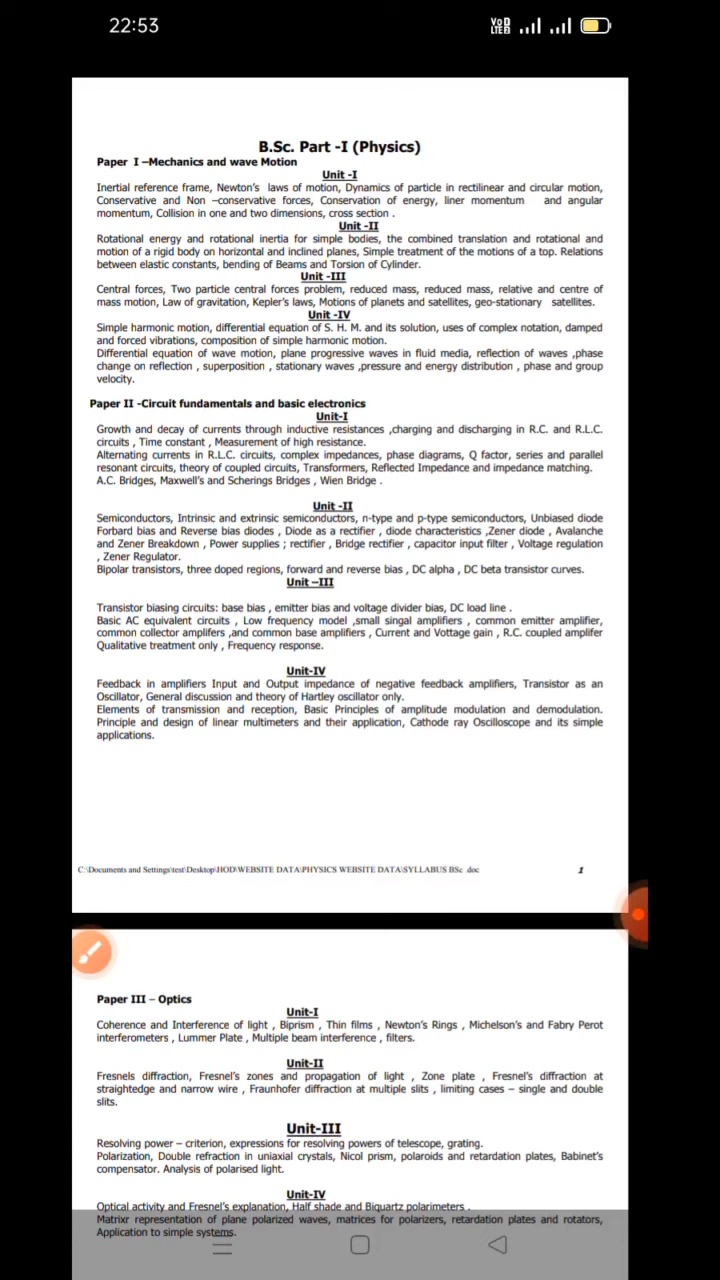 22:53
Vo D
LTE 2
B.Sc. Part -I (Physics)
Paper I –Mechanics and wave Motion
Unit -I
Inertial reference frame, Newton's laws of motion, Dynamics of particle in rectilinear and circular motion,
Conservative and Non –conservative forces, Conservation of energy, liner momentum and angular
momentum, Collision in one and two dimensions, cross section .
Unit -II
Rotational energy and rotational inertia for simple bodies, the combined translation and rotational and
motion of a rigid body on horizontal and inclined planes, Simple treatment of the motions of a top. Relations
between elastic constants, bending of Beams and Torsion of Cylinder.
Unit -III
Central forces, Two particle central forces problem, reduced mass, reduced mass, relative and centre of
mass motion, Law of gravitation, Kepler's laws, Motions of planets and satellites, geo-stationary satellites.
Unit -IV
Simple harmonic motion, differential equation of S. H. M. and its solution, uses of complex notation, damped
and forced vibrations, composition of simple harmonic motion.
Differential equation of wave motion, plane progressive waves in fluid media, reflection of waves ,phase
change on reflection , superposition , stationary waves ,pressure and energy distribution , phase and group
velocity.
Paper II -Circuit fundamentals and basic electronics
Unit-I
Growth and decay of currents through inductive resistances ,charging and discharging in R.C. and R.L.C.
circuits , Time constant , Measurement of high resistance.
Alternating currents in R.L.C. circuits, complex impedances, phase diagrams, Q factor, series and parallel
resonant circuits, theory of coupled circuits, Transformers, Reflected Impedance and impedance matching.
A.C. Bridges, Maxwell's and Scherings Bridges , Wien Bridge .
Unit -II
Semiconductors, Intrinsic and extrinsic semiconductors, n-type and p-type semiconductors, Unbiased diode
Forbard bias and Reverse bias diodes , Diode as a rectifier , diode characteristics ,Zener diode , Avalanche
and Zener Breakdown , Power supplies ; rectifier , Bridge rectifier , capacitor input filter , Voltage regulation
, Zener Regulator.
Bipolar transistors, three doped regions, forward and reverse bias , DC alpha , DC beta transistor curves.
Unit –III
Transistor biasing circuits: base bias , emitter bias and voltage divider bias, DC load line .
Basic AC equivalent circuits , Low frequency model ,small singal amplifiers , common emitter amplifier,
common collector amplifers ,and common base amplifiers , Current and Vottage gain , R.C. coupled amplifer
Qualitative treatment only , Frequency response.
Unit-IV
Feedback in amplifiers Input and Output impedance of negative feedback amplifiers, Transistor as an
Oscillator, General discussion and theory of Hartley oscillator only.
Elements of transmission and reception, Basic Principles of amplitude modulation and demodulation.
Principle and design of linear multimeters and their application, Cathode ray Oscilloscope and its simple
applications.
C:\Documents and Settings\test\Desktop\HOD\WEBSITE DATA\PHYSICS WEBSITE DATA\SYLLABUS BSc doc 1
Paper III – Optics
Unit-I
Coherence and Interference of light , Biprism , Thin films , Newton's Rings , Michelson's and Fabry Perot
interferometers , Lummer Plate , Multiple beam interference , filters.
Unit-II
Fresnels diffraction, Fresnel's zones and propagation of light , Zone plate , Fresnel's diffraction at
straightedge and narrow wire , Fraunhofer diffraction at multiple slits , limiting cases – single and double
slits.
Unit-III
Resolving power – criterion, expressions for resolving powers of telescope, grating.
Polarization, Double refraction in uniaxial crystals, Nicol prism, polaroids and retardation plates, Babinet's
compensator. Analysis of polarised light.
Unit-IV
Optical activity and Fresnel's explanation, Half shade and Biquartz polarimeters .
Matrixr representation of plane polarized waves, matrices for polarizers, retardation plates and rotators,
Application to simple systems.